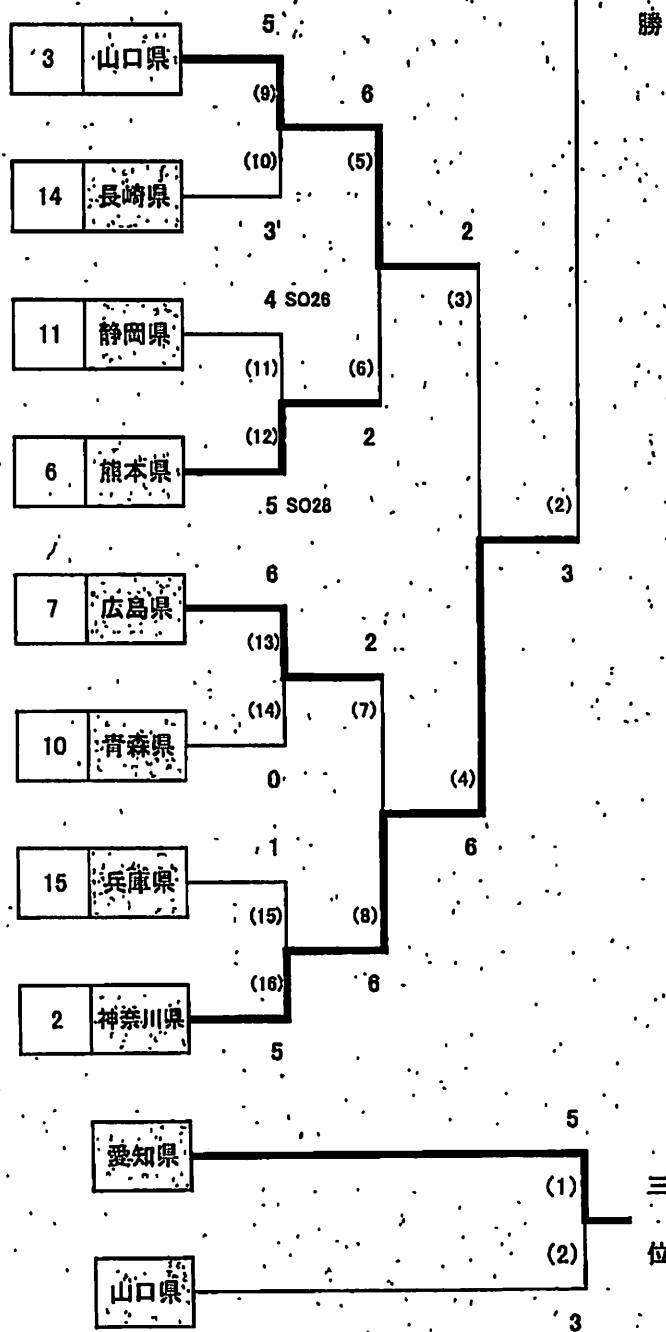 勝
5
3 山口県
(9)
6
(10)
(5)
14 長崎県
3
2
4 SO26
(3)
11 静岡県
(11)
(6)
(12)
2
6 熊本県
5 SO28
(2)
6
3
7 広島県
(13)
2
(14)
(7)
10 青森県
0
(4)
1
6
15 兵庫県
(15)
(8)
(16)
6
2 神奈川県
5
5
愛知県
(1)
三
(2)
位
山口県
3